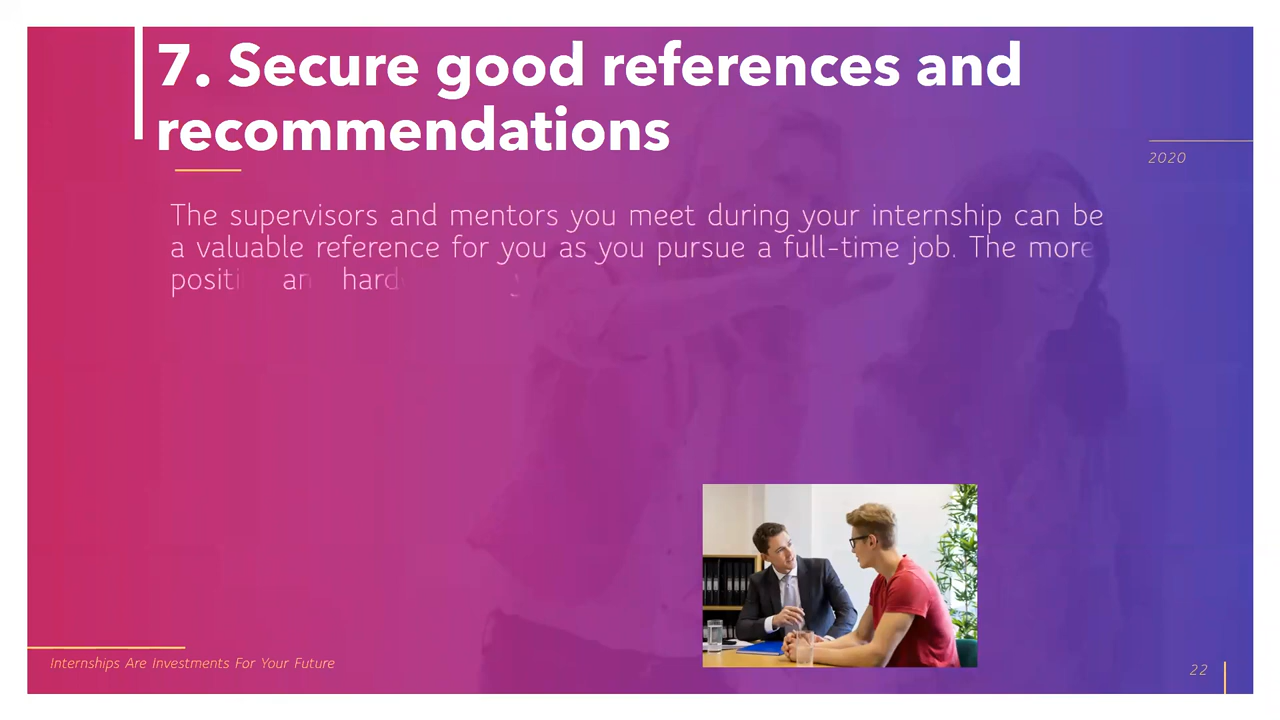 7. Secure good references and
recommendations
2020
The supervisors and mentors you meet during your internship can be
a valuable reference for you as you pursue a full-time job. The more
Internships Are Investments For Your Future
22